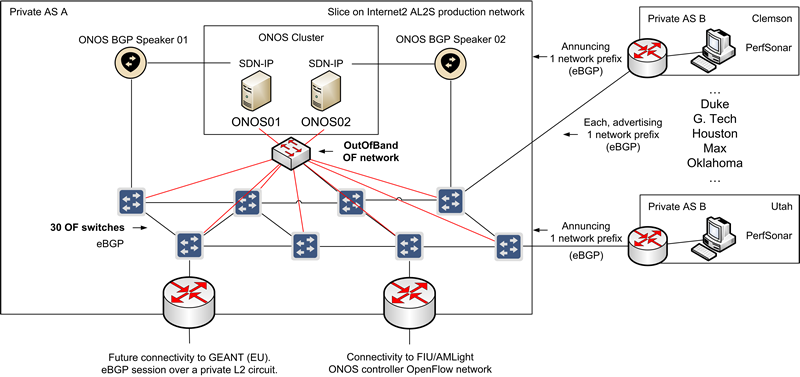 Private AS A
Slice on Internet2 AL2S production network
ONOS BGP Speaker 01
ONOS Cluster
ONOS BGP Speaker 02
SDN-IP
SDN-IP
ONOS01
ONOS02
OutOfBand
OF network
30 OF switches
eBGP
Annuncing
1 network prefix
(eBGP)
Private AS B
Clemson
PerfSonar
Each, advertising
1 network prefix
(eBGP)
...
Duke
G. Tech
Houston
Max
Oklahoma
...
Annuncing
1 network prefix
(eBGP)
Private AS B
Utah
PerfSonar
Future connectivity to GEANT (EU).
eBGP session over a private L2 circuit.
Connectivity to FIU/AMLight
ONOS controller OpenFlow network